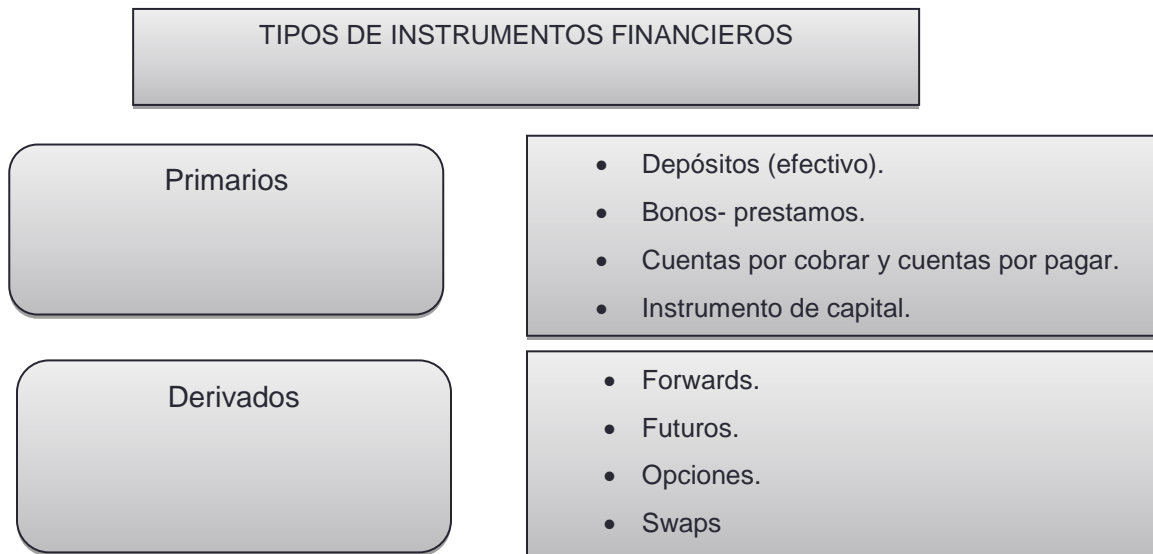 TIPOS DE INSTRUMENTOS FINANCIEROS
Primarios
• Depósitos (efectivo).
• Bonos- prestamos.
• Cuentas por cobrar y cuentas por pagar.
• Instrumento de capital.
Derivados
• Forwards.
• Futuros.
• Opciones.
• Swaps